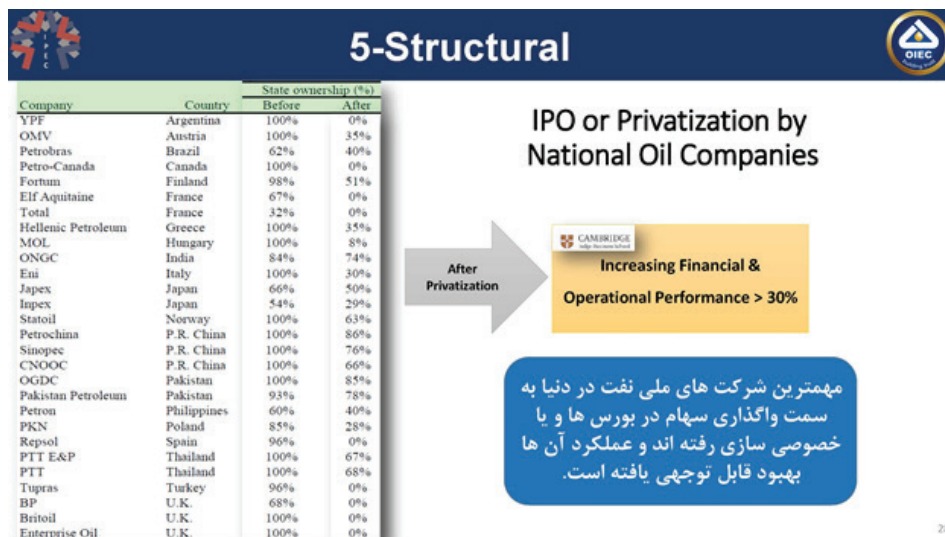 IPEC
5-Structural
OIEC
State ownership (%)
Company Country Before After
YPF Argentina 100% 0%
OMV Austria 100% 35%
Petrobras Brazil 62% 40%
Petro-Canada Canada 100% 0%
Fortum Finland 98% 51%
Elf Aquitaine France 67% 0%
Total France 32% 0%
Hellenic Petroleum Greece 100% 35%
MOL Hungary 100% 8%
ONGC India 84% 74%
Eni Italy 100% 30%
Japex Japan 66% 50%
Inpex Japan 54% 29%
Statoil Norway 100% 63%
Petrochina P.R. China 100% 86%
Sinopec P.R. China 100% 76%
CNOOC P.R. China 100% 66%
OGDC Pakistan 100% 85%
Pakistan Petroleum Pakistan 93% 78%
Petron Philippines 60% 40%
PKN Poland 85% 28%
Repsol Spain 96% 0%
PTT E&P Thailand 100% 67%
PTT Thailand 100% 68%
Tupras Turkey 96% 0%
BP U.K. 68% 0%
Britoil U.K. 100% 0%
Enterprise Oil U.K. 100% 0%
IPO or Privatization by
National Oil Companies
After
Privatization
CAMBRIDGE
Judge Business School
Increasing Financial &
Operational Performance > 30%
مهمترین شرکت های ملی نفت در دنیا به
سمت واگذاری سهام در بورس ها و یا
خصوصی سازی رفته اند و عملکرد آن ها
بهبود قابل توجهی یافته است.